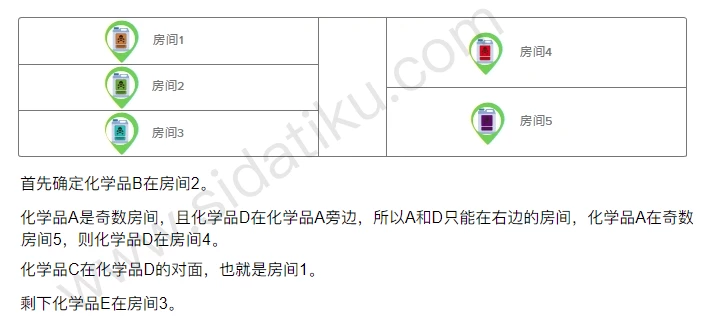 房间1
房间2
房间3
房间4
房间5
首先确定化学品B在房间2。
化学品A是奇数房间，且化学品D在化学品A旁边，所以A和D只能在右边的房间，化学品A在奇数
房间5，则化学品D在房间4。
化学品C在化学品D的对面，也就是房间1。
剩下化学品E在房间3。
www.sidatiku.com